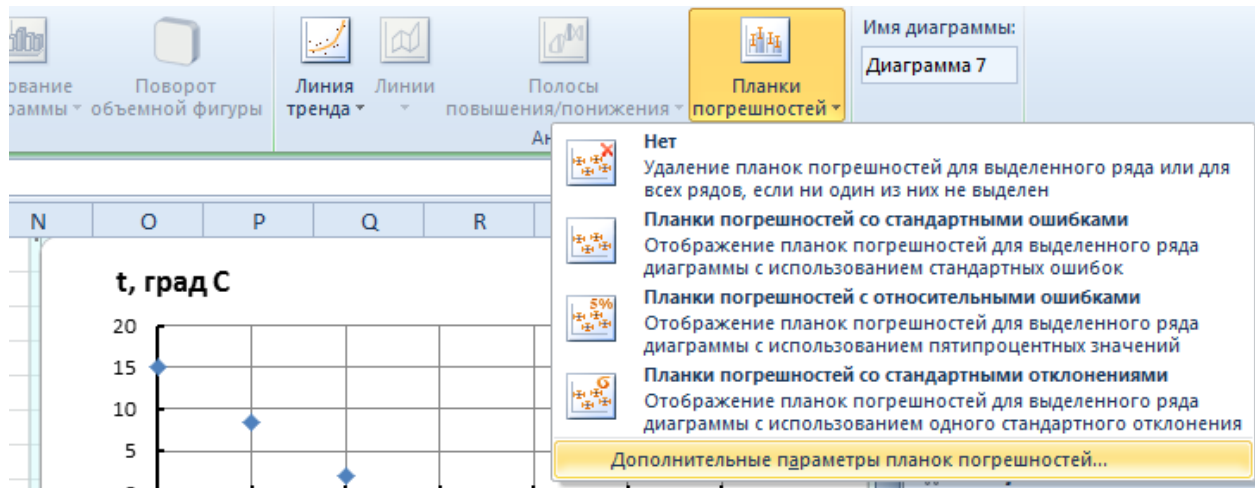 Имя диаграммы:
ование Поворот Линия Линии Полосы Планки Диаграмма 7
раммы объемной фигуры тренда повышения/понижения погрешностей
Ан
Нет
Удаление планок погрешностей для выделенного ряда или для
всех рядов, если ни один из них не выделен
Планки погрешностей со стандартными ошибками
Отображение планок погрешностей для выделенного ряда
диаграммы с использованием стандартных ошибок
5%
Планки погрешностей с относительными ошибками
Отображение планок погрешностей для выделенного ряда
диаграммы с использованием пятипроцентных значений
σ
Планки погрешностей со стандартными отклонениями
Отображение планок погрешностей для выделенного ряда
диаграммы с использованием одного стандартного отклонения
Дополнительные параметры планок погрешностей...
N O P Q R
t, град C
20
15
10
5